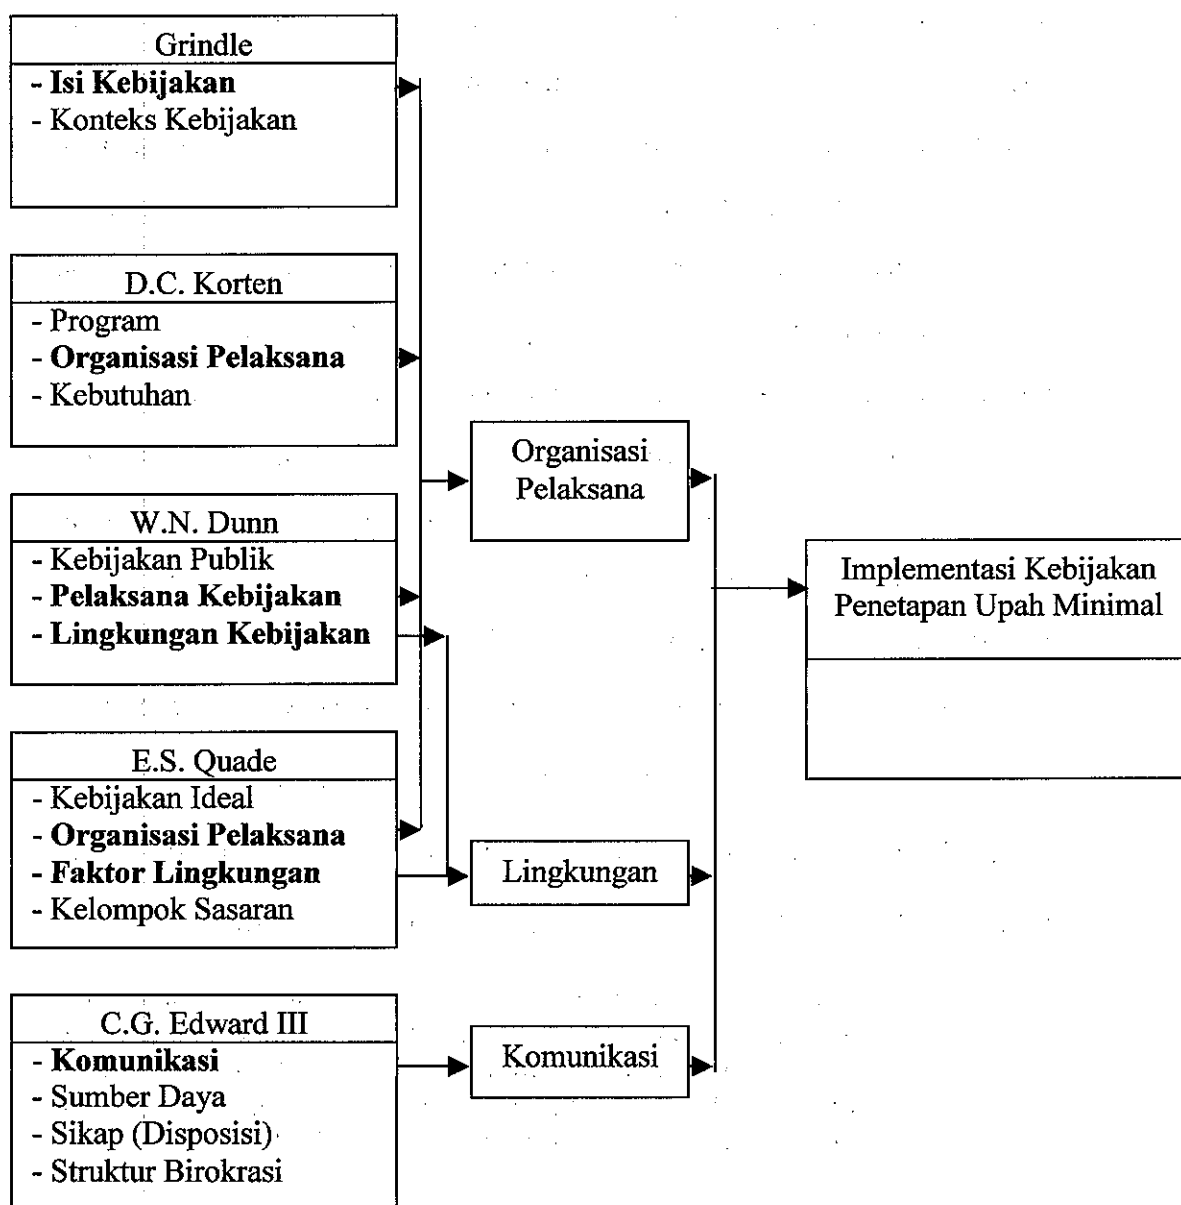 Grindle
- Isi Kebijakan
- Konteks Kebijakan
D.C. Korten
- Program
- Organisasi Pelaksana
- Kebutuhan
W.N. Dunn
- Kebijakan Publik
- Pelaksana Kebijakan
- Lingkungan Kebijakan
E.S. Quade
- Kebijakan Ideal
- Organisasi Pelaksana
- Faktor Lingkungan
- Kelompok Sasaran
C.G. Edward III
- Komunikasi
- Sumber Daya
- Sikap (Disposisi)
- Struktur Birokrasi
Organisasi
Pelaksana
Lingkungan
Komunikasi
Implementasi Kebijakan
Penetapan Upah Minimal